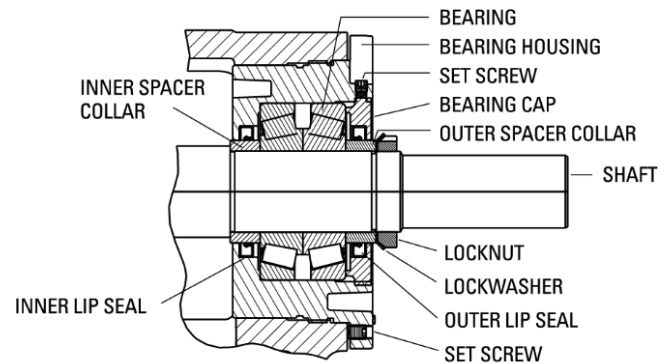 BEARING
BEARING HOUSING
SET SCREW
BEARING CAP
OUTER SPACER COLLAR
SHAFT
LOCKNUT
LOCKWASHER
OUTER LIP SEAL
SET SCREW
INNER SPACER
COLLAR
INNER LIP SEAL